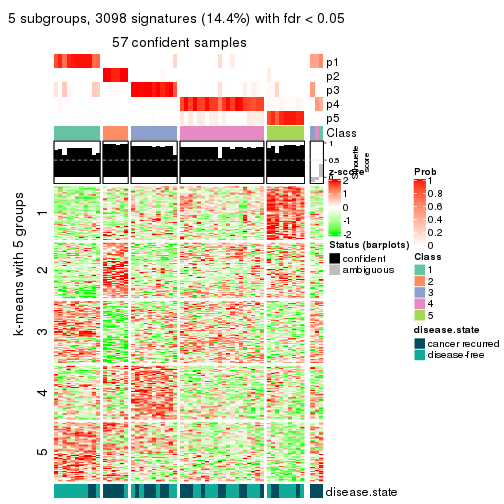 5 subgroups, 3098 signatures (14.4%) with fdr < 0.05
57 confident samples
p1
p2
p3
p4
p5
Class
1
0.5
0
Silhouette
score
k-means with 5 groups
1
2
3
4
5
z-score
2
1
0
-1
-2
Status (barplots)
confident
ambiguous
Prob
1
0.8
0.6
0.4
0.2
0
Class
1
2
3
4
5
disease.state
cancer recurred
disease-free
disease.state